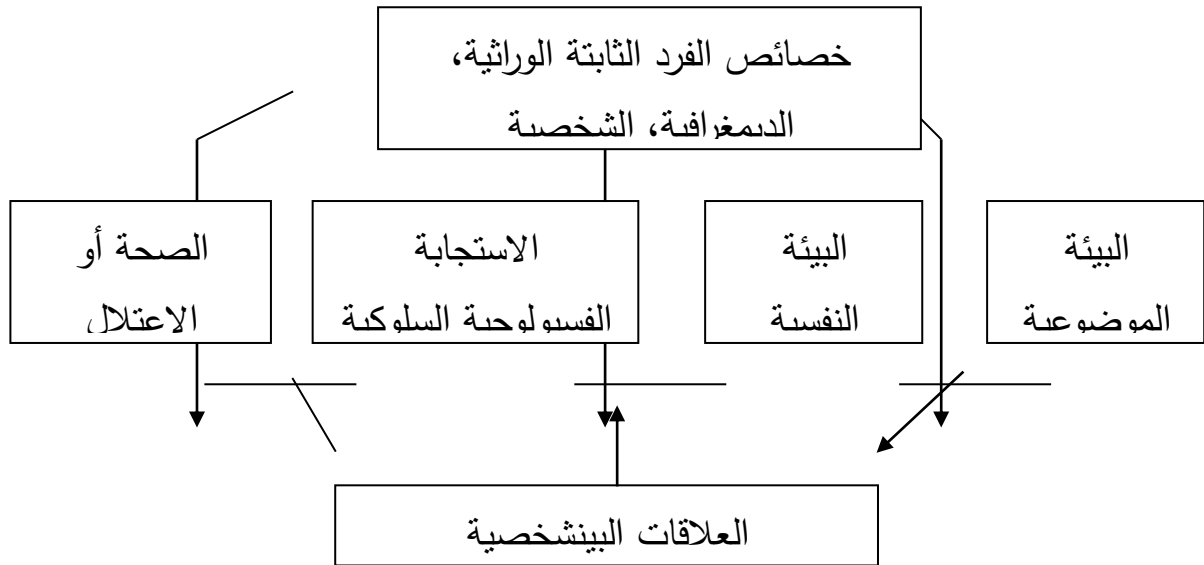 خصائص الفرد الثابتة الوراثية،
الديمغرافية، الشخصية
البيئة
الموضوعية
البيئة
النفسية
الاستجابة
الفسيولوجية السلوكية
الصحة أو
الاعتلال
العلاقات البينشخصية